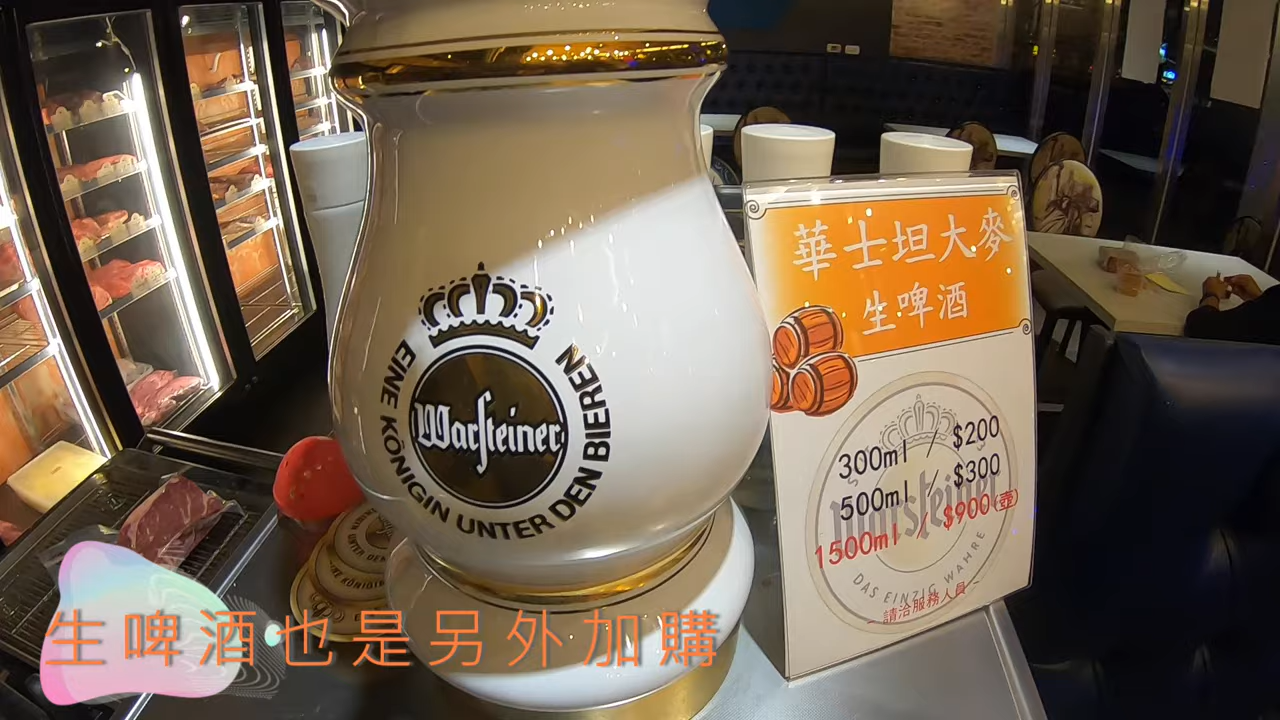 華士坦大麥
生啤酒
300ml / $200
500ml / $300
1500ml / $900(壺)
DAS EINZIG WAHRE
請洽服務人員
EINE KÖNIGIN UNTER DEN BIEREN
Warsteiner
生啤酒也是另外加購